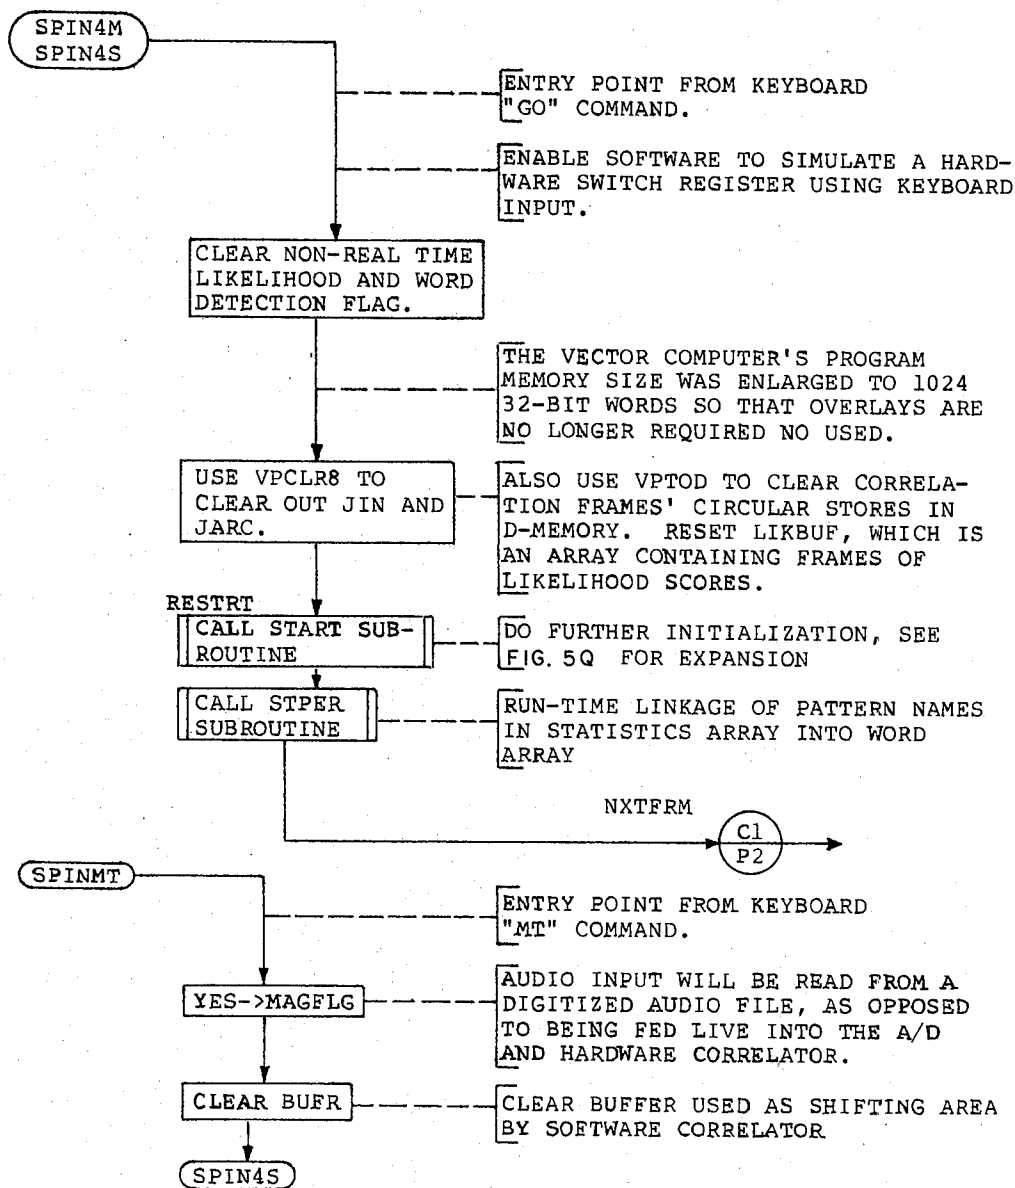 SPIN4M
SPIN4S
ENTRY POINT FROM KEYBOARD
"GO" COMMAND.
ENABLE SOFTWARE TO SIMULATE A HARD-
WARE SWITCH REGISTER USING KEYBOARD
INPUT.
CLEAR NON-REAL TIME
LIKELIHOOD AND WORD
DETECTION FLAG.
THE VECTOR COMPUTER'S PROGRAM
MEMORY SIZE WAS ENLARGED TO 1024
32-BIT WORDS SO THAT OVERLAYS ARE
NO LONGER REQUIRED NO USED.
USE VPCLR8 TO
CLEAR OUT JIN AND
JARC.
ALSO USE VPTOD TO CLEAR CORRELA-
TION FRAMES' CIRCULAR STORES IN
D-MEMORY. RESET LIKBUF, WHICH IS
AN ARRAY CONTAINING FRAMES OF
LIKELIHOOD SCORES.
RESTRT
CALL START SUB-
ROUTINE
DO FURTHER INITIALIZATION, SEE
FIG. 5Q FOR EXPANSION
CALL STPER
SUBROUTINE
RUN-TIME LINKAGE OF PATTERN NAMES
IN STATISTICS ARRAY INTO WORD
ARRAY
NXTFRM
C1
P2
SPINMT
ENTRY POINT FROM KEYBOARD
"MT" COMMAND.
YES->MAGFLG
AUDIO INPUT WILL BE READ FROM A
DIGITIZED AUDIO FILE, AS OPPOSED
TO BEING FED LIVE INTO THE A/D
AND HARDWARE CORRELATOR.
CLEAR BUFR
CLEAR BUFFER USED AS SHIFTING AREA
BY SOFTWARE CORRELATOR
SPIN4S